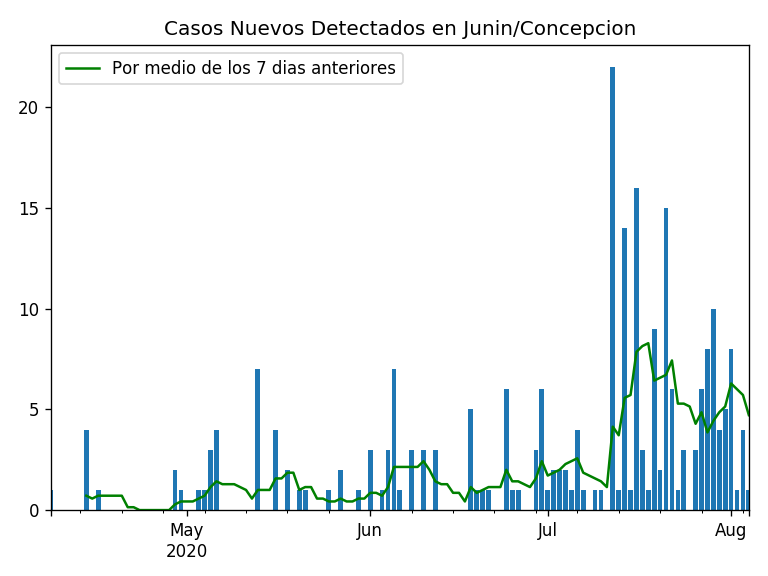 Casos Nuevos Detectados en Junin/Concepcion
Por medio de los 7 dias anteriores
20
15
10
5
0
May Jun Jul Aug
2020